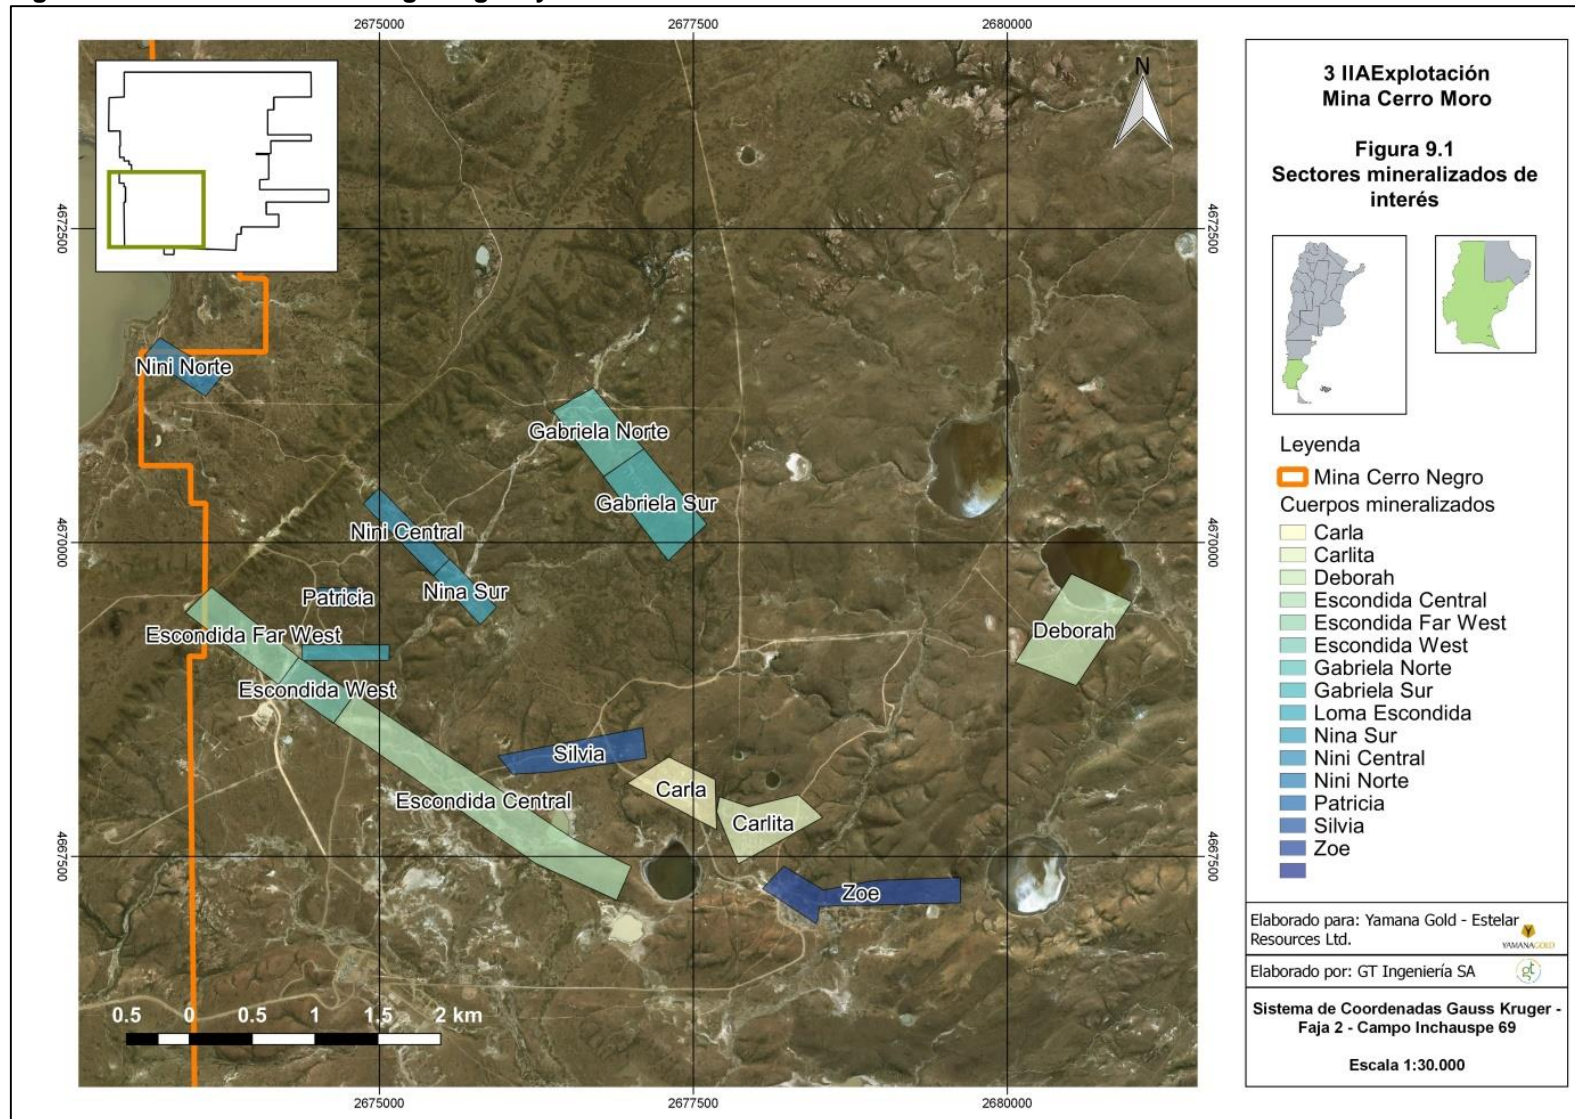 2675000
2677500
2680000
4672500
4672500
4670000
4670000
4667500
4667500
2675000
2677500
2680000
N
Nini Norte
Gabriela Norte
Gabriela Sur
Nini Central
Nina Sur
Patricia
Escondida Far West
Escondida West
Deborah
Silvia
Carla
Escondida Central
Carlita
Zoe
0.5 0 0.5 1 1.5 2 km
3 IIAExplotación
Mina Cerro Moro
Figura 9.1
Sectores mineralizados de
interés
Leyenda
Mina Cerro Negro
Cuerpos mineralizados
Carla
Carlita
Deborah
Escondida Central
Escondida Far West
Escondida West
Gabriela Norte
Gabriela Sur
Loma Escondida
Nina Sur
Nini Central
Nini Norte
Patricia
Silvia
Zoe
Elaborado para: Yamana Gold - Estelar
Resources Ltd.
YAMANAGOLD
Elaborado por: GT Ingeniería SA
gt
Sistema de Coordenadas Gauss Kruger -
Faja 2 - Campo Inchauspe 69
Escala 1:30.000